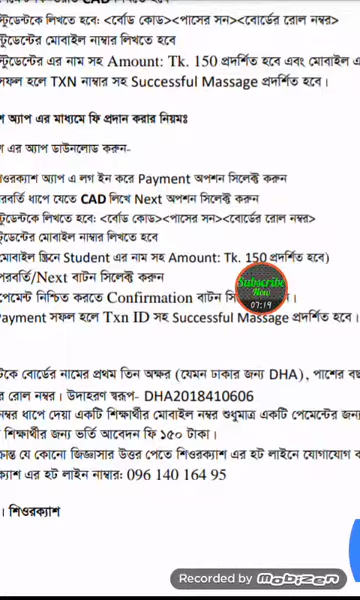 CAD
স্টুডেন্টকে লিখতে হবে: <বোর্ড কোড><পাসের সন><বোর্ডের রোল নম্বর>
স্টুডেন্টের মোবাইল নাম্বার লিখতে হবে
স্টুডেন্টের এর নাম সহ Amount: Tk. 150 প্রদর্শিত হবে এবং মোবাইল এ
সফল হলে TXN নাম্বার সহ Successful Massage প্রদর্শিত হবে।
অ্যাপ এর মাধ্যমে ফি প্রদান করার নিয়মঃ
এর অ্যাপ ডাউনলোড করুন-
শিওরক্যাশ অ্যাপ এ লগ ইন করে Payment অপশন সিলেক্ট করুন
পরবর্তি ধাপে যেতে CAD লিখে Next অপশন সিলেক্ট করুন
স্টুডেন্টকে লিখতে হবে: <বোর্ড কোড><পাসের সন><বোর্ডের রোল নম্বর>
স্টুডেন্টের মোবাইল নাম্বার লিখতে হবে
মোবাইল স্ক্রিনে Student এর নাম সহ Amount: Tk. 150 প্রদর্শিত হবে)
পরবর্তি/Next বাটন সিলেক্ট করুন
পেমেন্ট নিশ্চিত করতে Confirmation বাটন
Subscribe
Now
07:19
Payment সফল হলে Txn ID সহ Successful Massage প্রদর্শিত হবে।
বোর্ডের নামের প্রথম তিন অক্ষর (যেমন ঢাকার জন্য DHA), পাশের
রোল নম্বর। উদাহরণ স্বরূপ- DHA2018410606
নম্বর ধাপে দেয়া একটি শিক্ষার্থীর মোবাইল নম্বর শুধুমাত্র একটি পেমেন্টের জন্য
শিক্ষার্থীর জন্য ভর্তি আবেদন ফি ১৫০ টাকা।
যে কোনো জিজ্ঞাসার উত্তর পেতে শিওরক্যাশ এর হট লাইনে যোগাযোগ
এর হট লাইন নাম্বার: 096 140 164 95
। শিওরক্যাশ
Recorded by Mobizen